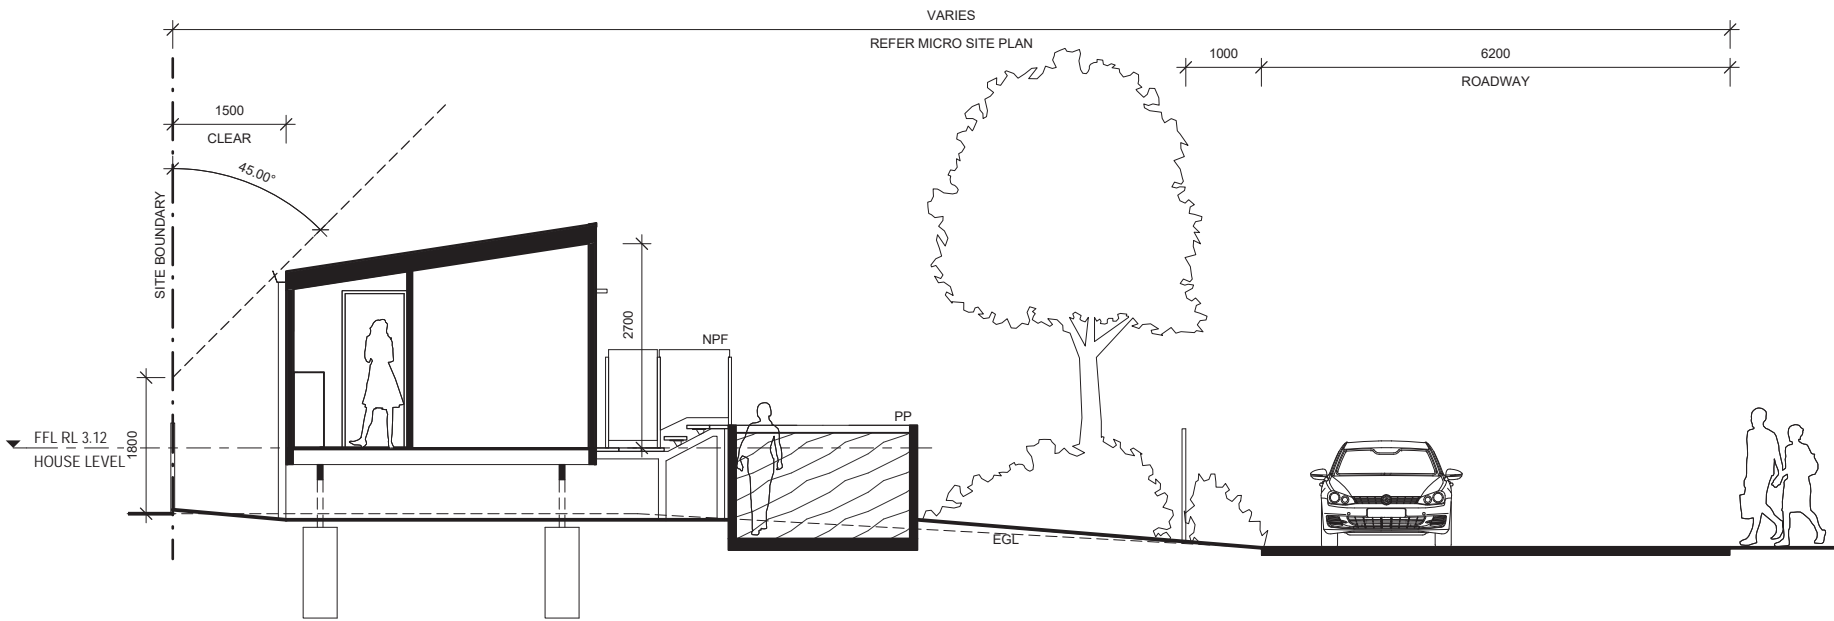 VARIES
REFER MICRO SITE PLAN
1000
6200
ROADWAY
1500
CLEAR
45.00°
SITE BOUNDARY
2700
NPF
PP
FFL RL 3.12
HOUSE LEVEL
1800
EGL